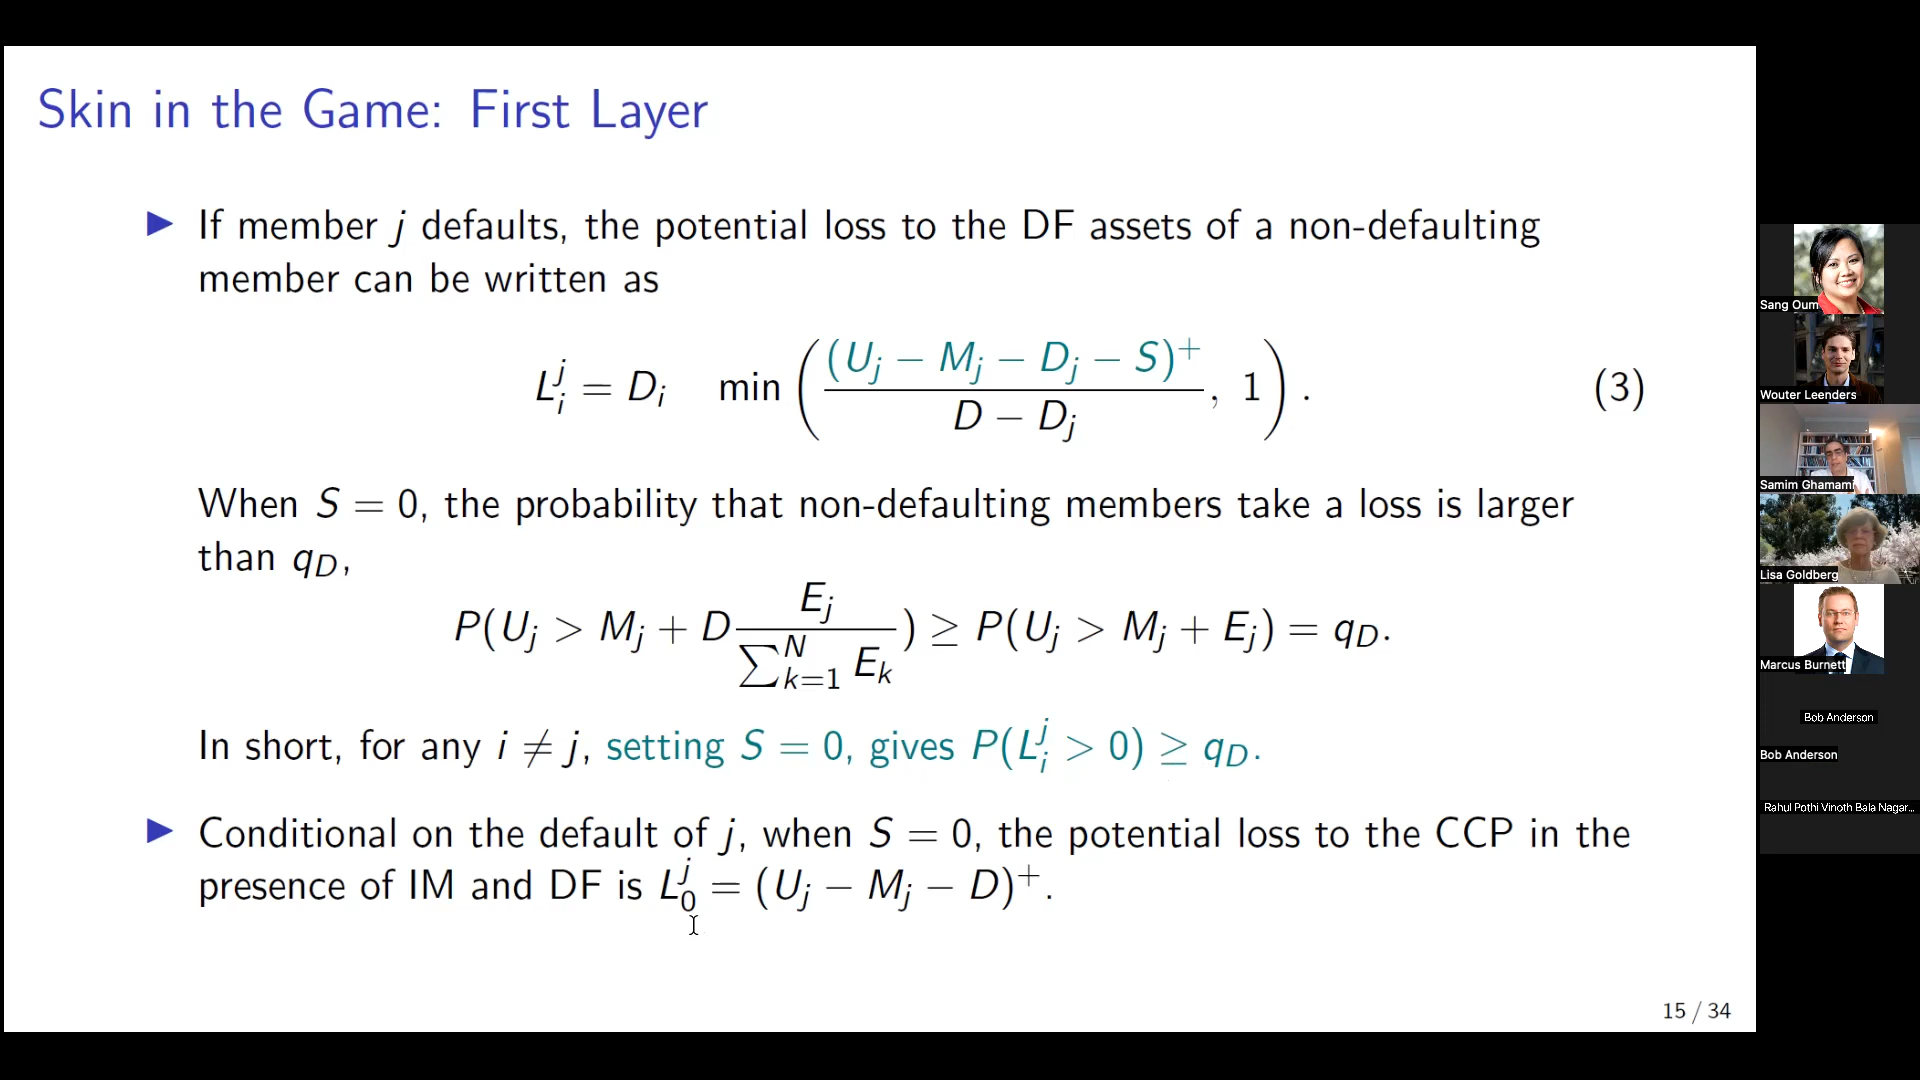 Skin in the Game: First Layer
▶ If member j defaults, the potential loss to the DF assets of a non-defaulting
member can be written as
L_i^j = D_i min ( (U_j − M_j − D_j − S)^+ / (D − D_j), 1 ). (3)
When S = 0, the probability that non-defaulting members take a loss is larger
than q_D,
P(U_j > M_j + D E_j / ∑_{k=1}^N E_k) ≥ P(U_j > M_j + E_j) = q_D.
In short, for any i ≠ j, setting S = 0, gives P(L_i^j > 0) ≥ q_D.
▶ Conditional on the default of j, when S = 0, the potential loss to the CCP in the
presence of IM and DF is L_0^j = (U_j − M_j − D)^+.
15 / 34
Sang Oum
Wouter Leenders
Samim Ghamami
Lisa Goldberg
Marcus Burnett
Bob Anderson
Bob Anderson
Rahul Pothi Vinoth Bala Nagar...